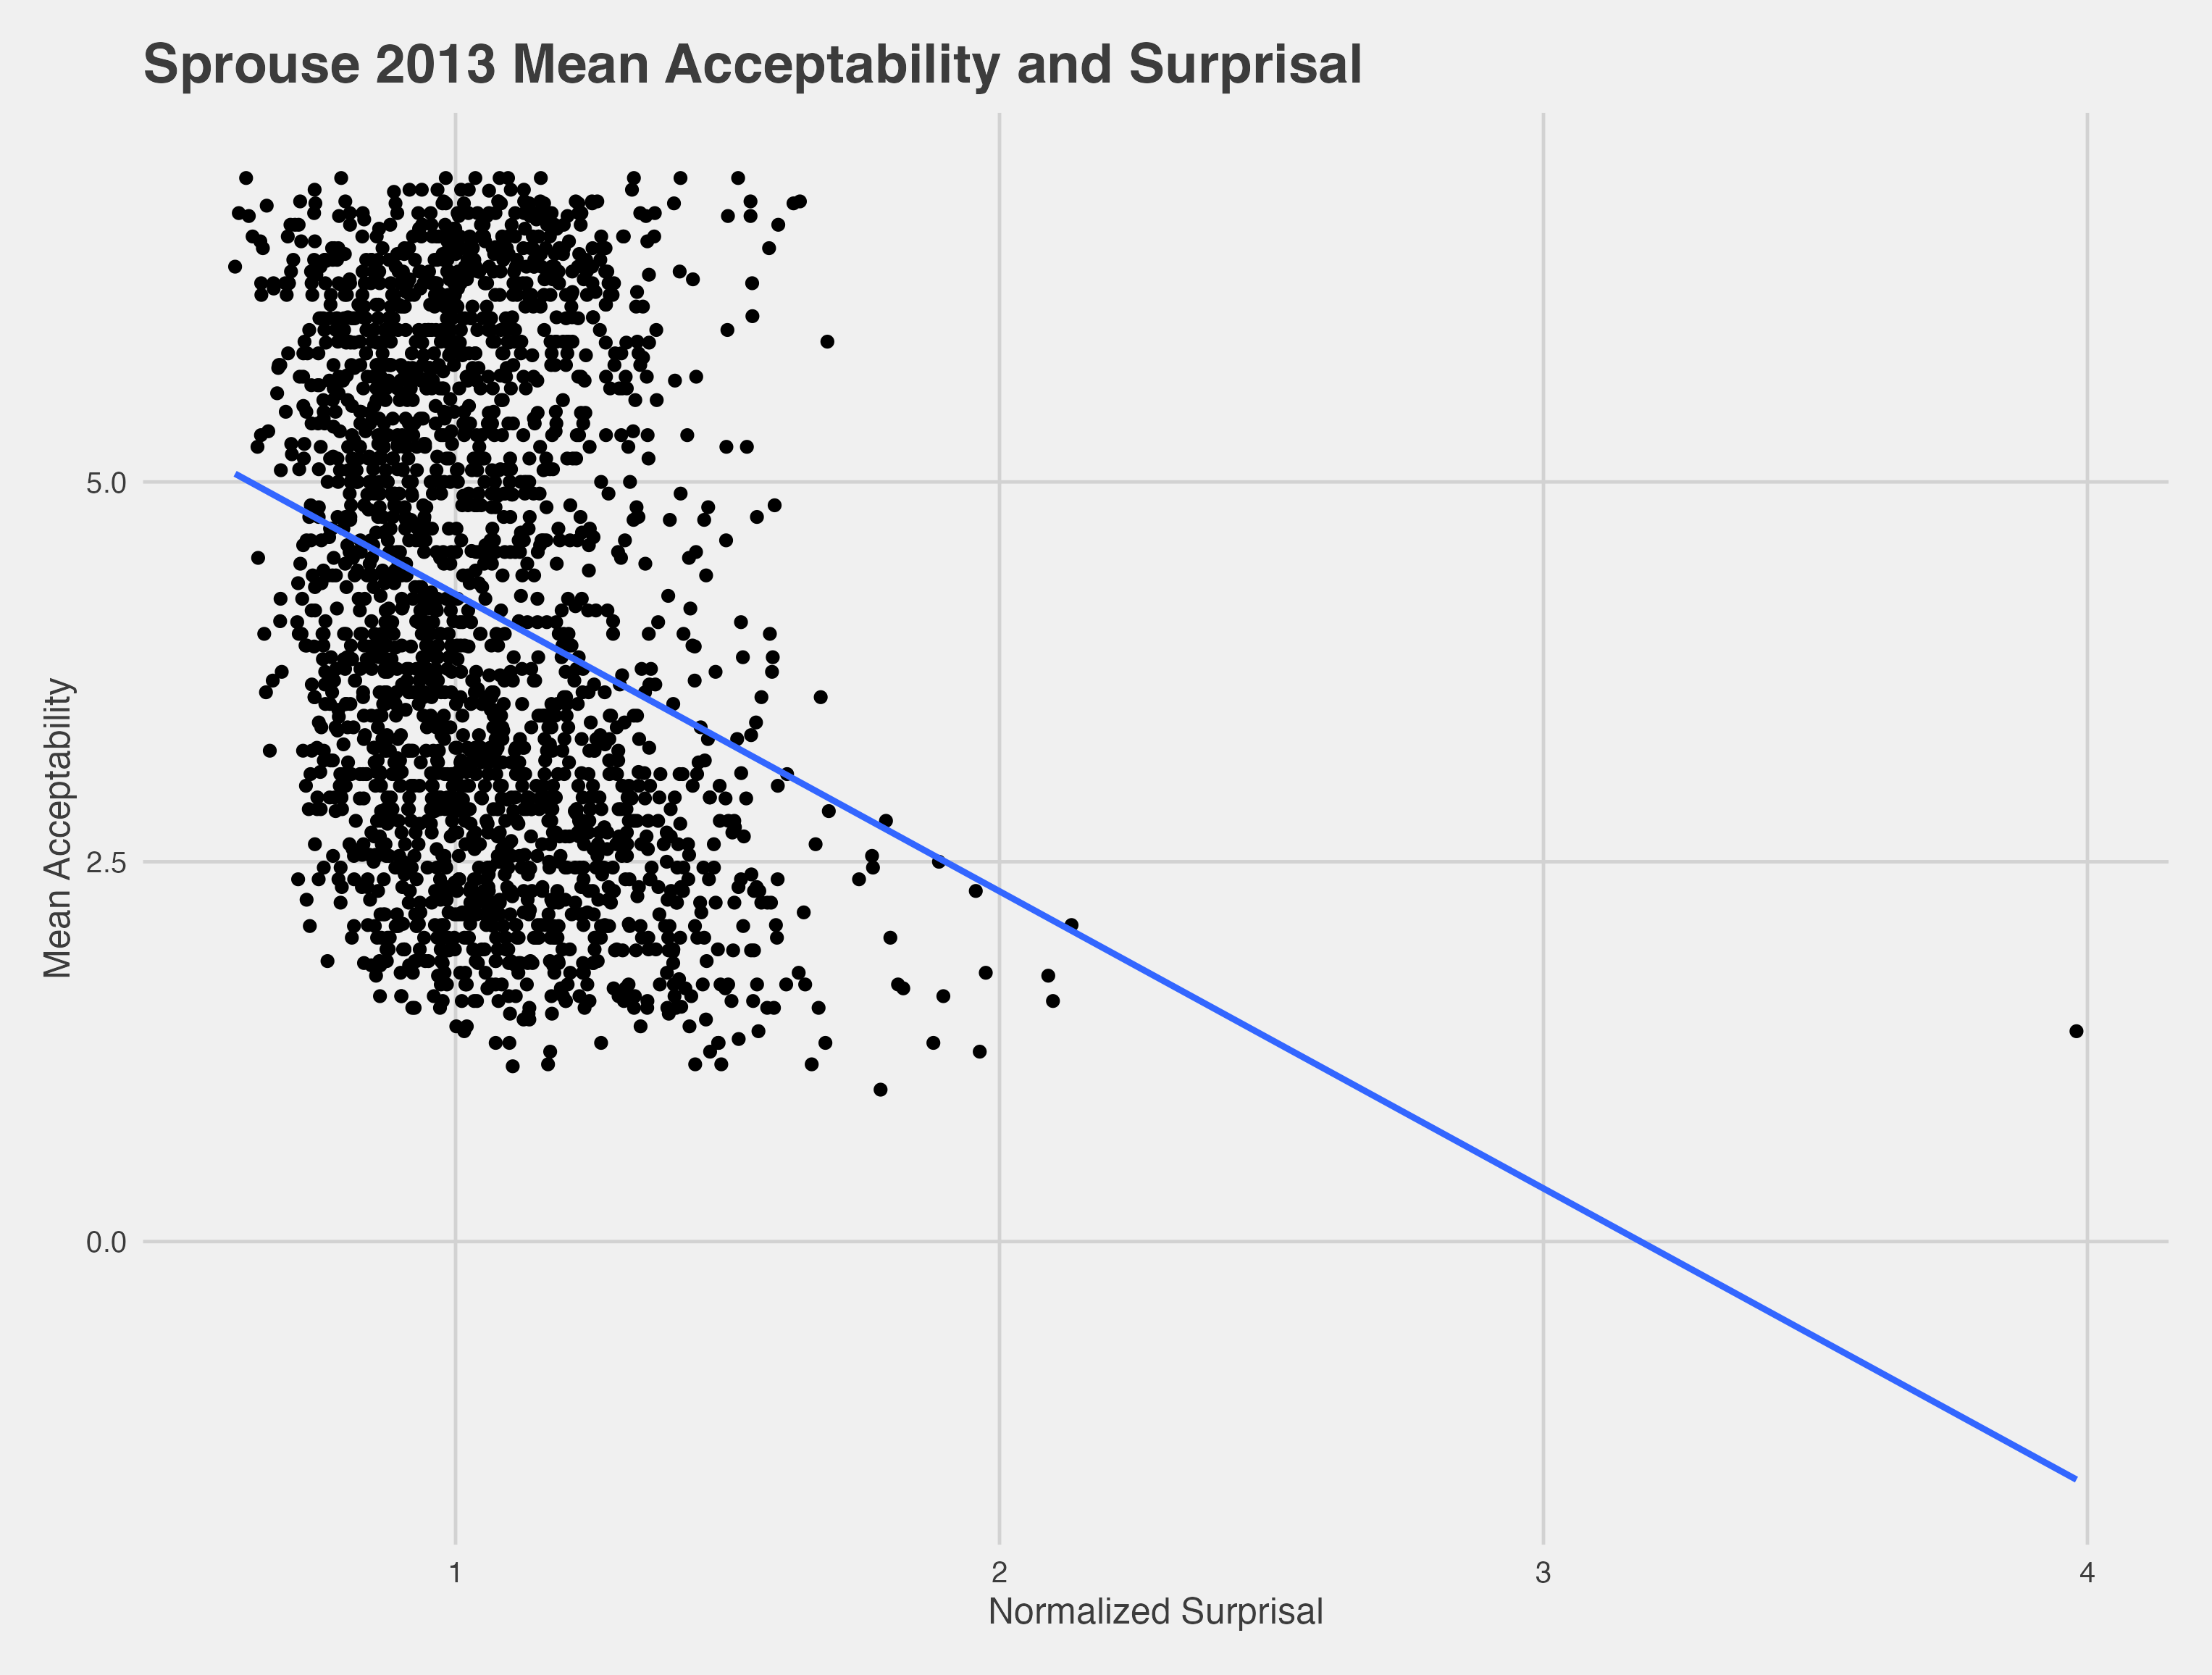 Sprouse 2013 Mean Acceptability and Surprisal
Mean Acceptability
5.0
2.5
0.0
1 2 3 4
Normalized Surprisal